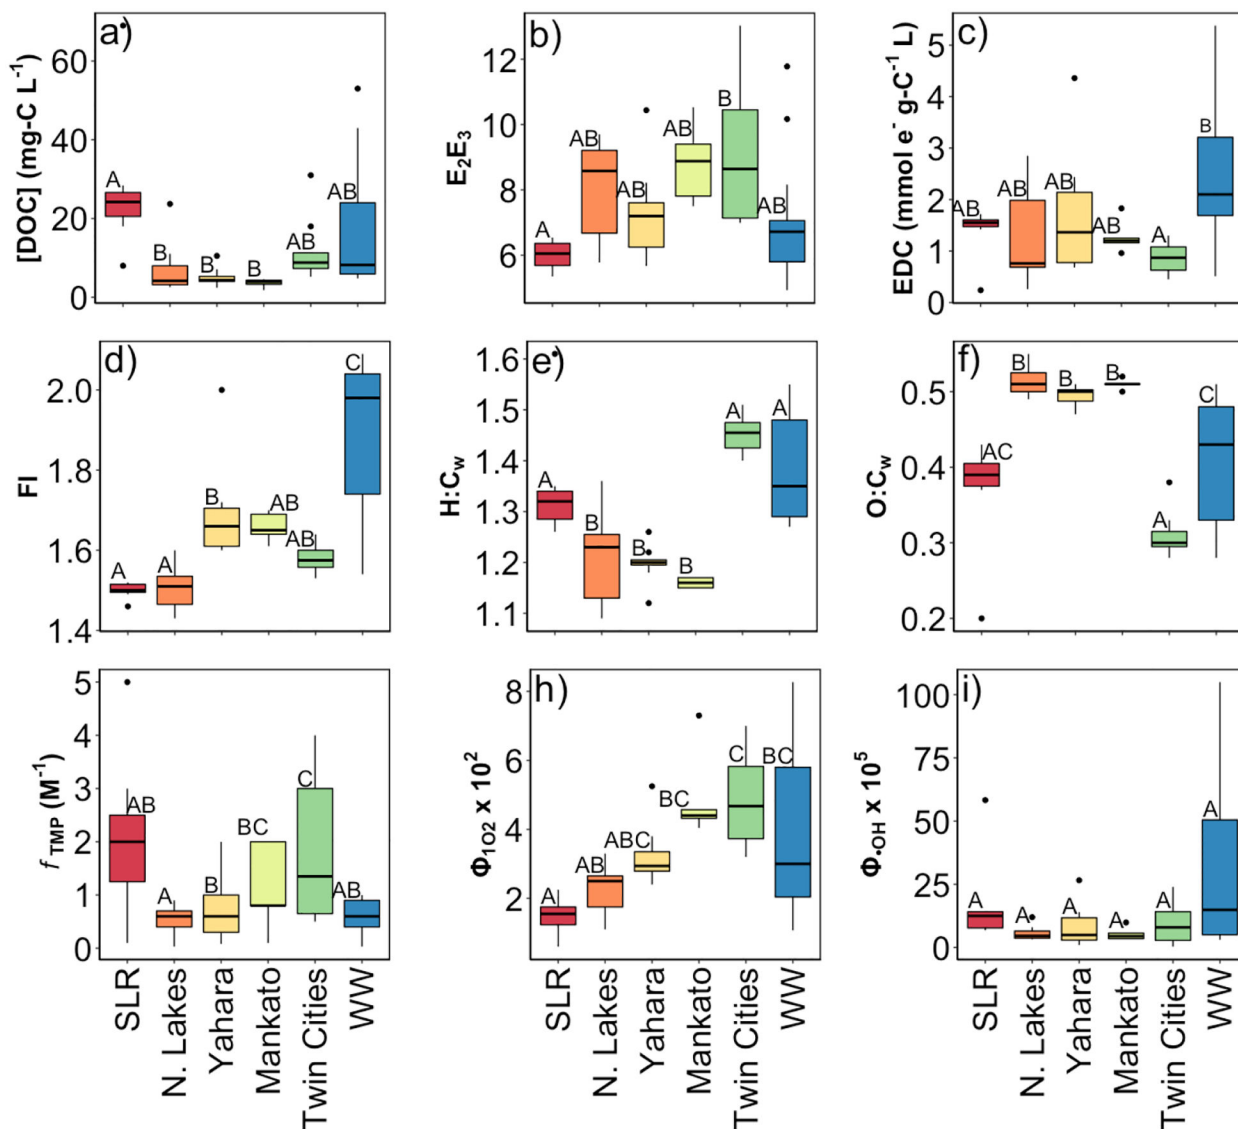 a)
[DOC] (mg-C L⁻¹)
60
40
20
0
A
B
B
B
AB
AB
b)
E₂E₃
12
10
8
6
A
AB
AB
AB
B
AB
c)
EDC (mmol e⁻ g-C⁻¹ L)
5
4
3
2
1
0
AB
AB
AB
AB
A
B
d)
FI
2.0
1.8
1.6
1.4
A
A
B
AB
AB
C
e)
H:Cw
1.6
1.5
1.4
1.3
1.2
1.1
A
B
B
B
A
A
f)
O:Cw
0.5
0.4
0.3
0.2
AC
B
B
B
A
C
fTMP (M⁻¹)
5
4
3
2
1
0
AB
A
B
BC
C
AB
SLR
N. Lakes
Yahara
Mankato
Twin Cities
WW
h)
Φ1O2 x 10²
8
6
4
2
A
AB
ABC
BC
C
BC
SLR
N. Lakes
Yahara
Mankato
Twin Cities
WW
i)
Φ•OH x 10⁵
100
75
50
25
0
A
A
A
A
A
A
SLR
N. Lakes
Yahara
Mankato
Twin Cities
WW